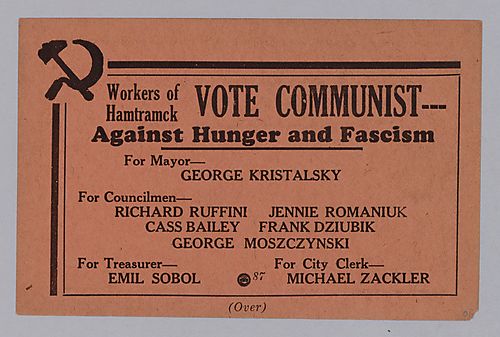 Workers of
Hamtramck
VOTE COMMUNIST---
Against Hunger and Fascism
For Mayor—
GEORGE KRISTALSKY
For Councilmen—
RICHARD RUFFINI JENNIE ROMANIUK
CASS BAILEY FRANK DZIUBIK
GEORGE MOSZCZYNSKI
For Treasurer—
EMIL SOBOL
87
For City Clerk—
MICHAEL ZACKLER
(Over)